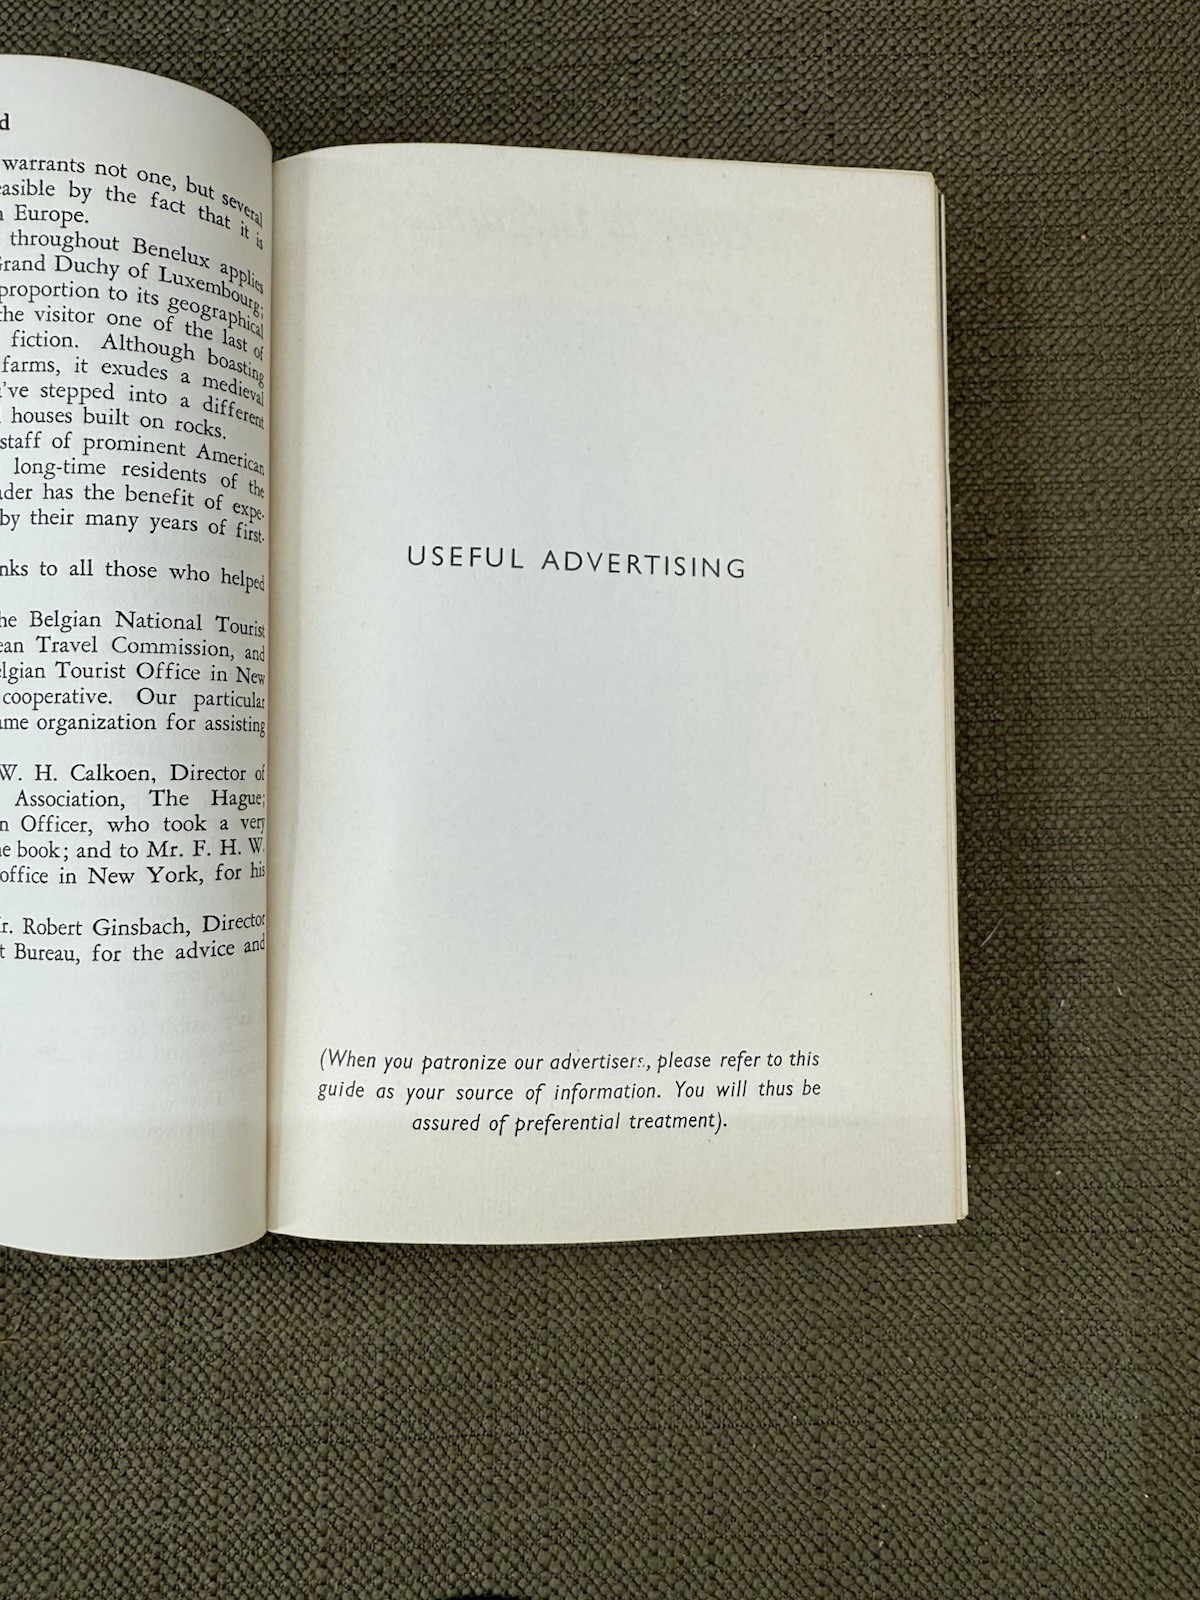 d
warrants not one, but several
easible by the fact that it is
n Europe.
throughout Benelux applies
Grand Duchy of Luxembourg;
proportion to its geographical
the visitor one of the last of
fiction. Although boasting
farms, it exudes a medieval
u've stepped into a different
houses built on rocks.
staff of prominent American
long-time residents of the
ader has the benefit of expe-
by their many years of first-
nks to all those who helped
he Belgian National Tourist
ean Travel Commission, and
elgian Tourist Office in New
cooperative. Our particular
ame organization for assisting
W. H. Calkoen, Director of
Association, The Hague;
n Officer, who took a very
e book; and to Mr. F. H. W.
office in New York, for his
r. Robert Ginsbach, Director
t Bureau, for the advice and
USEFUL ADVERTISING
(When you patronize our advertisers, please refer to this
guide as your source of information. You will thus be
assured of preferential treatment).